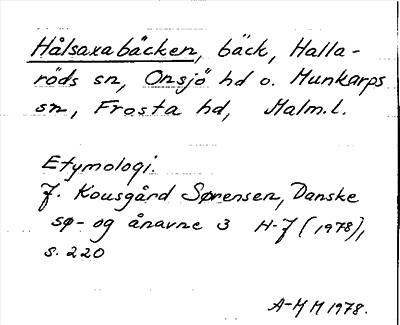 Hålsaxabäcken, bäck, Halla-
röds sn, Onsjö hd o. Munkarps
sn, Frosta hd, Malm.l.
Etymologi.
J. Kousgård Sørensen, Danske
sø- og ånavne 3 H-J (1978),
s. 220
A-M H 1978.